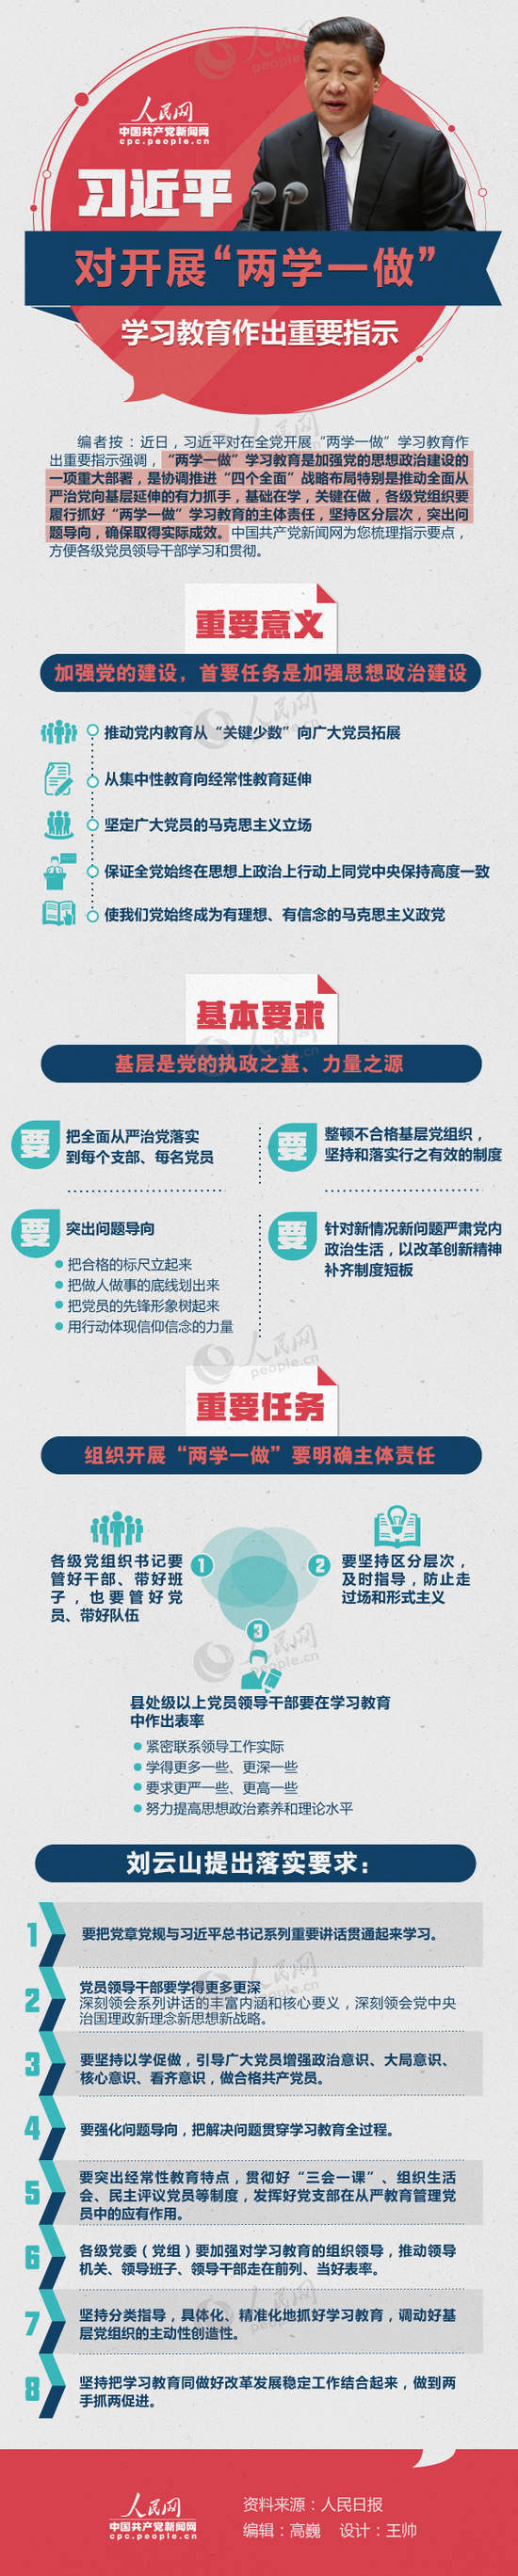 人民网
中国共产党新闻网
cpc.people.cn
习近平
对开展“两学一做”
学习教育作出重要指示
编者按：近日，习近平对在全党开展“两学一做”学习教育作
出重要指示强调，“两学一做”学习教育是加强党的思想政治建设的
一项重大部署，是协调推进“四个全面”战略布局特别是推动全面从
严治党向基层延伸的有力抓手，基础在学，关键在做，各级党组织要
履行抓好“两学一做”学习教育的主体责任，坚持区分层次，突出问
题导向，确保取得实际成效。中国共产党新闻网为您梳理指示要点，
方便各级党员领导干部学习和贯彻。
重要意义
加强党的建设，首要任务是加强思想政治建设
推动党内教育从“关键少数”向广大党员拓展
从集中性教育向经常性教育延伸
坚定广大党员的马克思主义立场
保证全党始终在思想上政治上行动上同党中央保持高度一致
使我们党始终成为有理想、有信念的马克思主义政党
基本要求
基层是党的执政之基、力量之源
要
把全面从严治党落实
到每个支部、每名党员
要
整顿不合格基层党组织，
坚持和落实行之有效的制度
要
突出问题导向
把合格的标尺立起来
把做人做事的底线划出来
把党员的先锋形象树起来
用行动体现信仰信念的力量
要
针对新情况新问题严肃党内
政治生活，以改革创新精神
补齐制度短板
人民网
people.cn
重要任务
组织开展“两学一做”要明确主体责任
各级党组织书记要
管好干部、带好班
子，也要管好党
员、带好队伍
1
2
要坚持区分层次，
及时指导，防止走
过场和形式主义
3
县处级以上党员领导干部要在学习教育
中作出表率
紧密联系领导工作实际
学得更多一些、更深一些
要求更严一些、更高一些
努力提高思想政治素养和理论水平
刘云山提出落实要求：
1
要把党章党规与习近平总书记系列重要讲话贯通起来学习。
2
党员领导干部要学得更多更深
深刻领会系列讲话的丰富内涵和核心要义，深刻领会党中央
治国理政新理念新思想新战略。
3
要坚持以学促做，引导广大党员增强政治意识、大局意识、
核心意识、看齐意识，做合格共产党员。
4
要强化问题导向，把解决问题贯穿学习教育全过程。
5
要突出经常性教育特点，贯彻好“三会一课”、组织生活
会、民主评议党员等制度，发挥好党支部在从严教育管理党
员中的应有作用。
6
各级党委（党组）要加强对学习教育的组织领导，推动领导
机关、领导班子、领导干部走在前列、当好表率。
7
坚持分类指导，具体化、精准化地抓好学习教育，调动好基
层党组织的主动性创造性。
8
坚持把学习教育同做好改革发展稳定工作结合起来，做到两
手抓两促进。
人民网
中国共产党新闻网
cpc.people.cn
资料来源：人民日报
编辑：高巍 设计：王帅